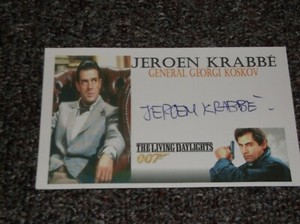 JEROEN KRABBÉ
GENERAL GEORGI KOSKOV
JEROEN KRABBÉ
THE LIVING DAYLIGHTS
007